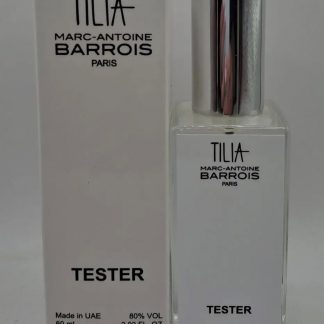 TILIA
MARC-ANTOINE
BARROIS
PARIS
TESTER
Made in UAE 80% VOL
60 ml 2.02 FL. OZ
TILIA
MARC-ANTOINE
BARROIS
PARIS
TESTER